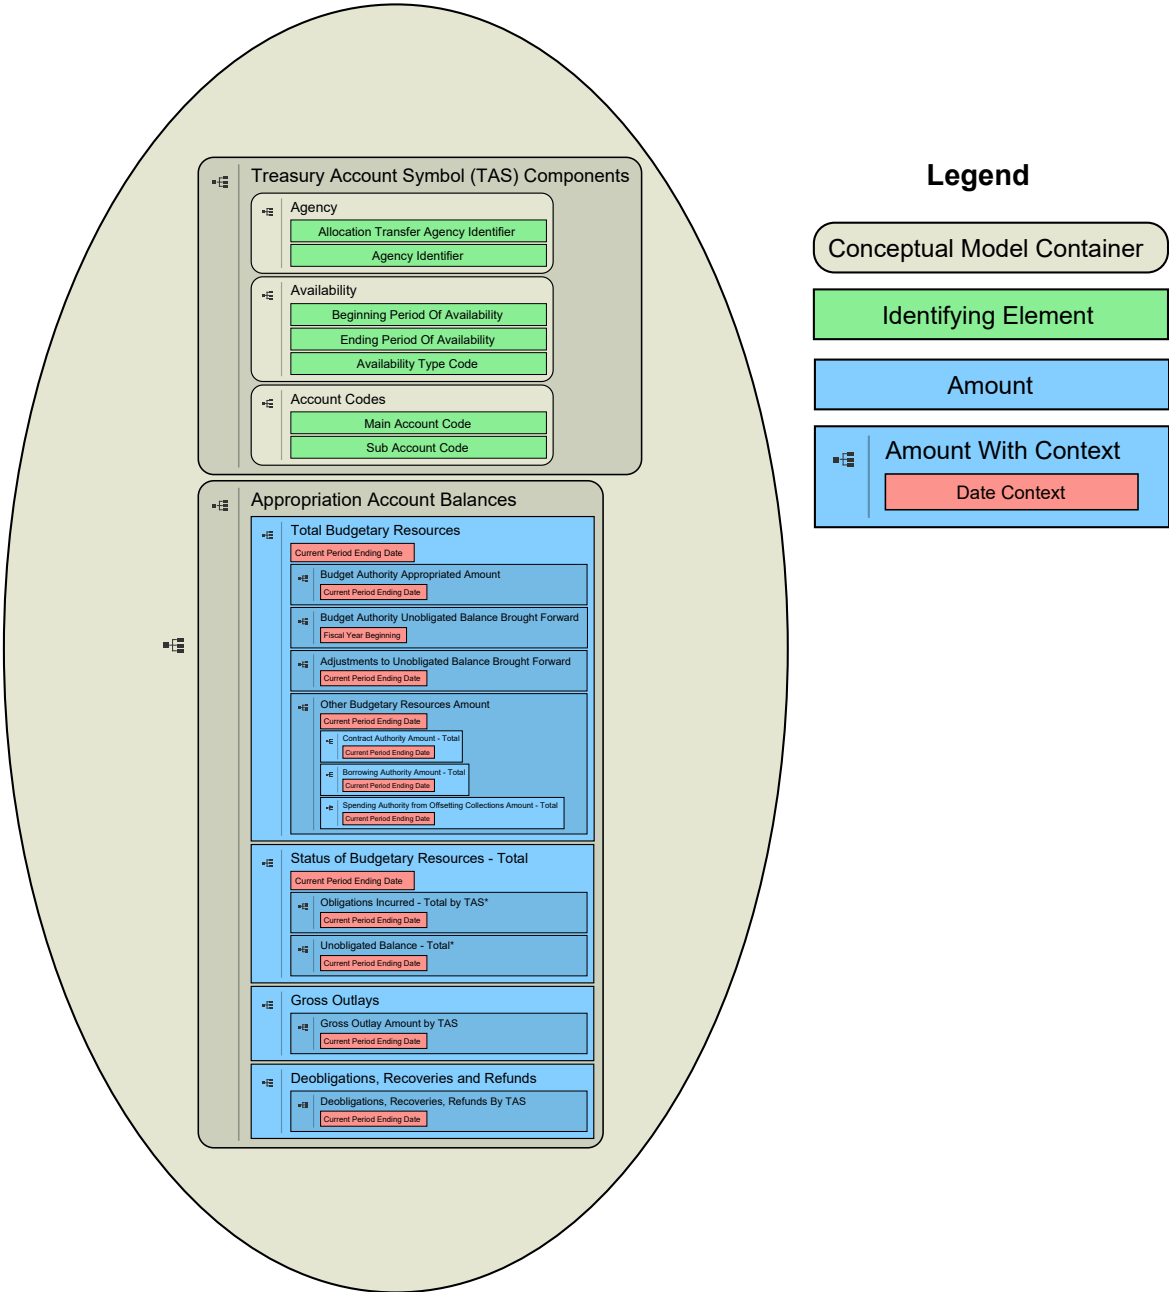 Treasury Account Symbol (TAS) Components
Agency
Allocation Transfer Agency Identifier
Agency Identifier
Availability
Beginning Period Of Availability
Ending Period Of Availability
Availability Type Code
Account Codes
Main Account Code
Sub Account Code
Appropriation Account Balances
Total Budgetary Resources
Current Period Ending Date
Budget Authority Appropriated Amount
Current Period Ending Date
Budget Authority Unobligated Balance Brought Forward
Fiscal Year Beginning
Adjustments to Unobligated Balance Brought Forward
Current Period Ending Date
Other Budgetary Resources Amount
Current Period Ending Date
Contract Authority Amount - Total
Current Period Ending Date
Borrowing Authority Amount - Total
Current Period Ending Date
Spending Authority from Offsetting Collections Amount - Total
Current Period Ending Date
Status of Budgetary Resources - Total
Current Period Ending Date
Obligations Incurred - Total by TAS*
Current Period Ending Date
Unobligated Balance - Total*
Current Period Ending Date
Gross Outlays
Gross Outlay Amount by TAS
Current Period Ending Date
Deobligations, Recoveries and Refunds
Deobligations, Recoveries, Refunds By TAS
Current Period Ending Date
Legend
Conceptual Model Container
Identifying Element
Amount
Amount With Context
Date Context